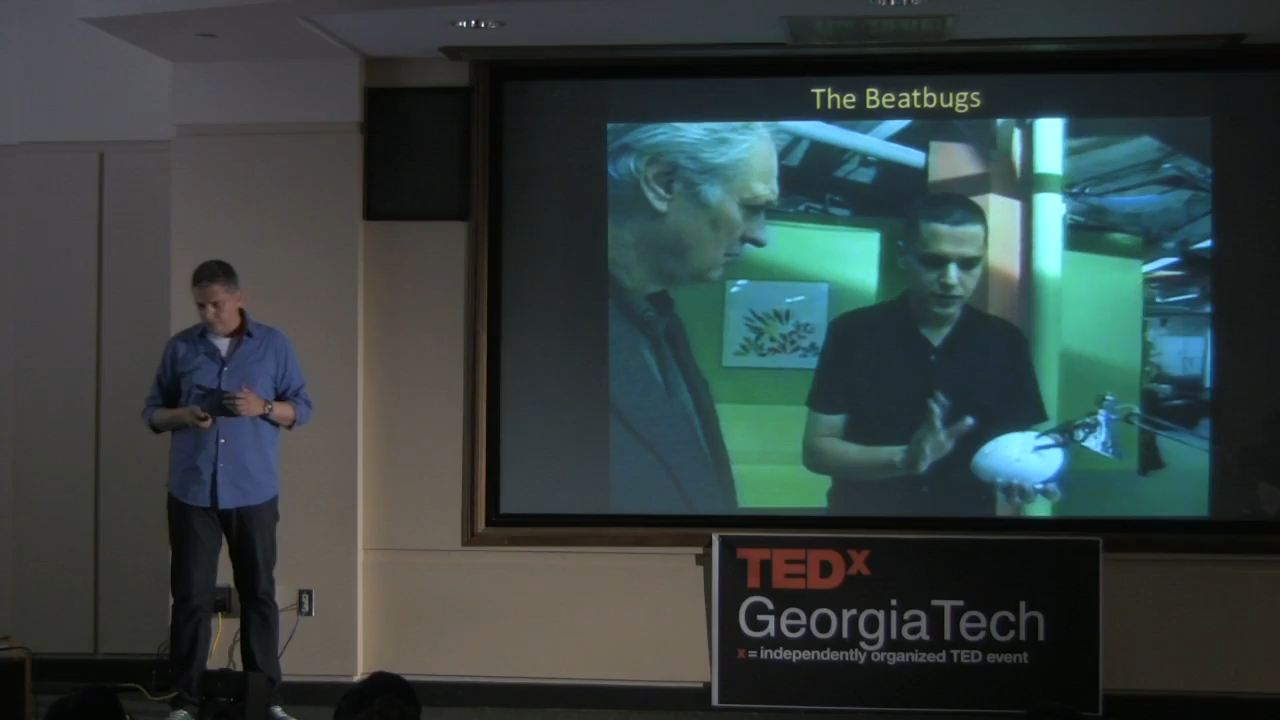 The Beatbugs
TEDx
GeorgiaTech
x = independently organized TED event